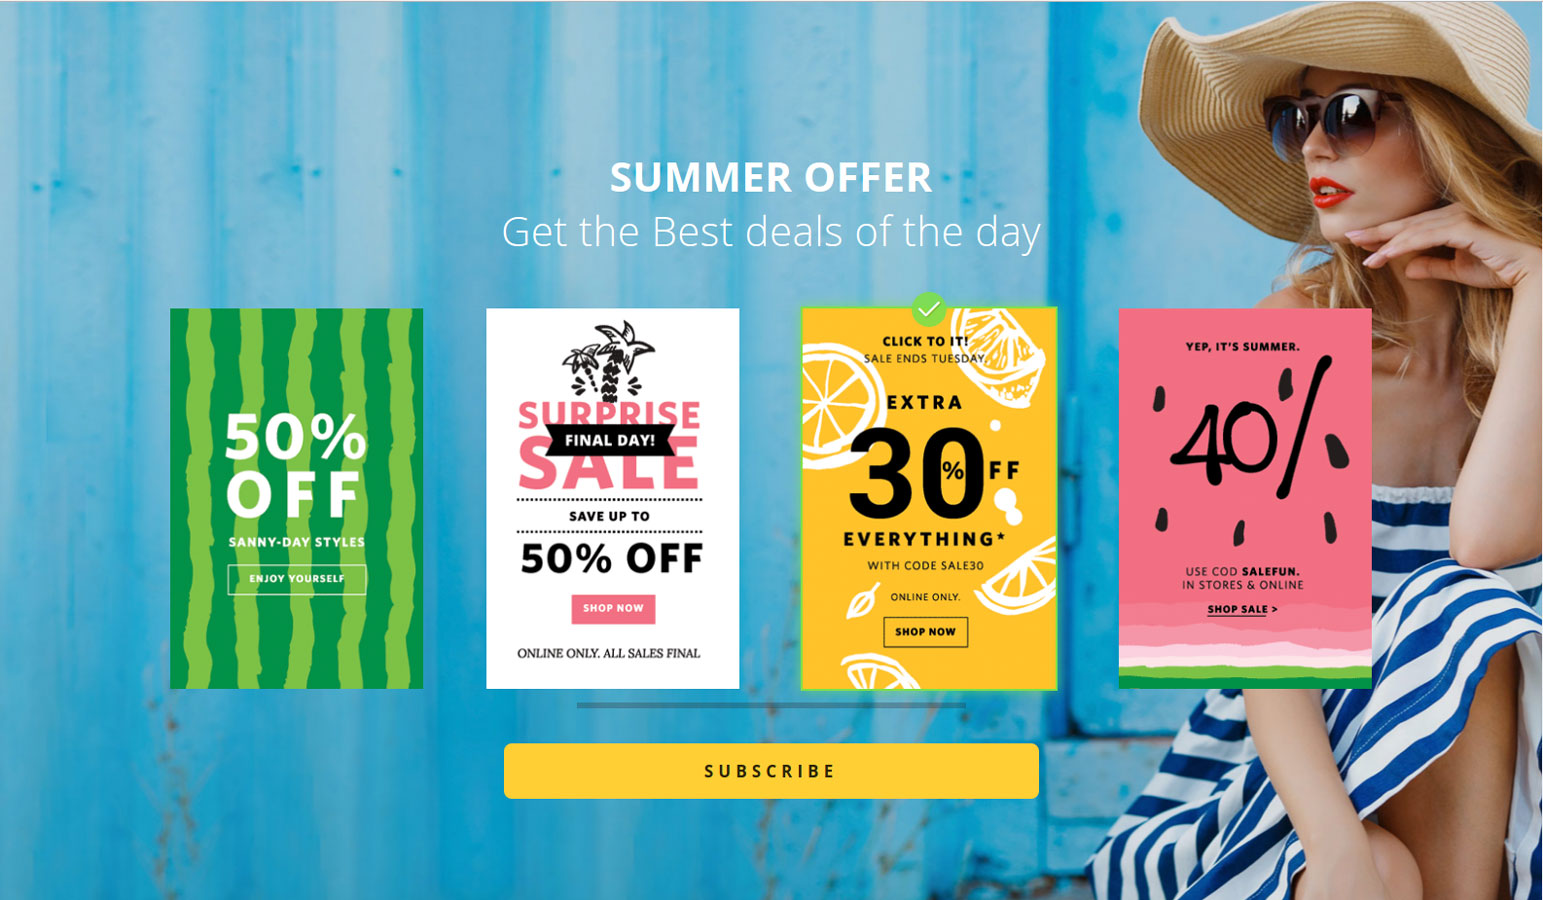 SUMMER OFFER
Get the Best deals of the day
50%
OFF
SANNY-DAY STYLES
ENJOY YOURSELF
SURPRISE
FINAL DAY!
SALE
SAVE UP TO
50% OFF
SHOP NOW
ONLINE ONLY. ALL SALES FINAL
CLICK TO IT!
SALE ENDS TUESDAY.
EXTRA
30% FF
EVERYTHING*
WITH CODE SALE30
ONLINE ONLY.
SHOP NOW
YEP, IT'S SUMMER.
40%
USE COD SALEFUN.
IN STORES & ONLINE
SHOP SALE >
SUBSCRIBE